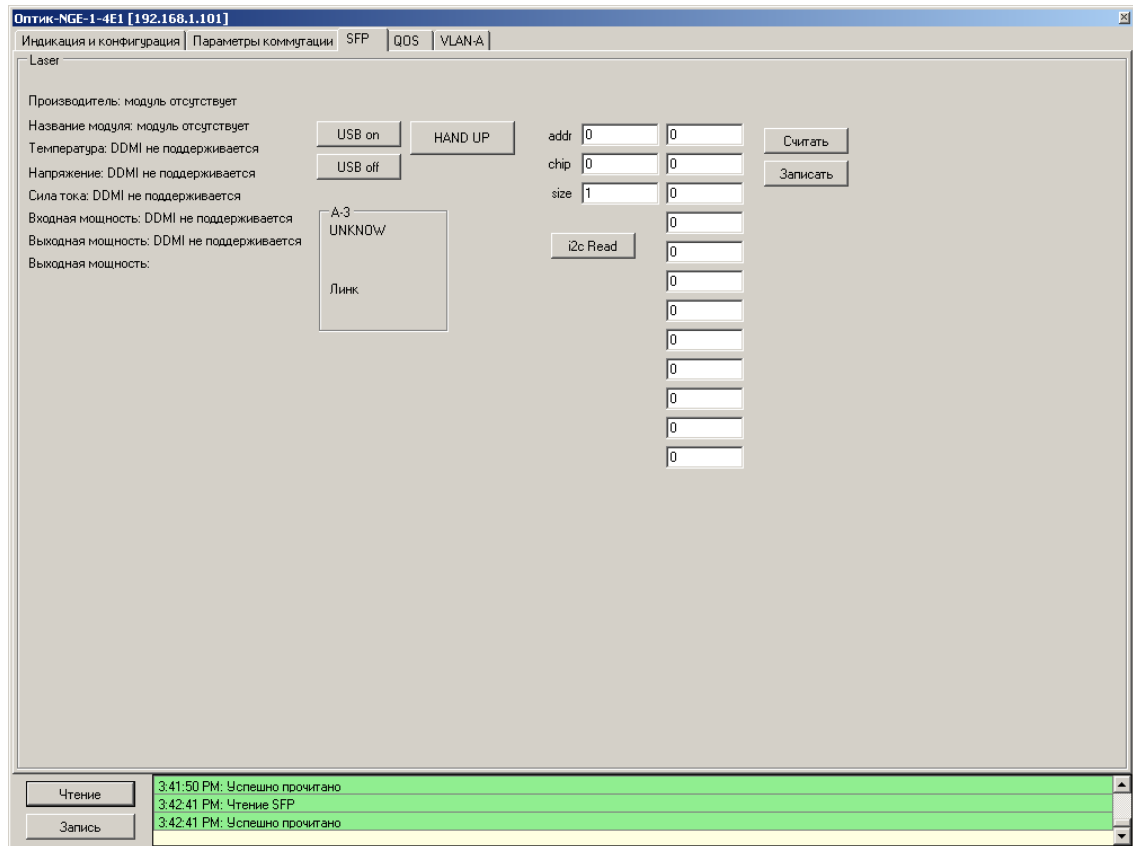 Оптик-NGE-1-4E1 [192.168.1.101]
Индикация и конфигурация Параметры коммутации SFP QOS VLAN-A
Laser
Производитель: модуль отсутствует
Название модуля: модуль отсутствует
Температура: DDMI не поддерживается
Напряжение: DDMI не поддерживается
Сила тока: DDMI не поддерживается
Входная мощность: DDMI не поддерживается
Выходная мощность: DDMI не поддерживается
Выходная мощность:
USB on
USB off
HAND UP
A-3
UNKNOW
Линк
addr 0 0
chip 0 0
size 1 0
0
0
0
0
0
0
0
0
0
i2c Read
Считать
Записать
Чтение
Запись
3:41:50 PM: Успешно прочитано
3:42:41 PM: Чтение SFP
3:42:41 PM: Успешно прочитано